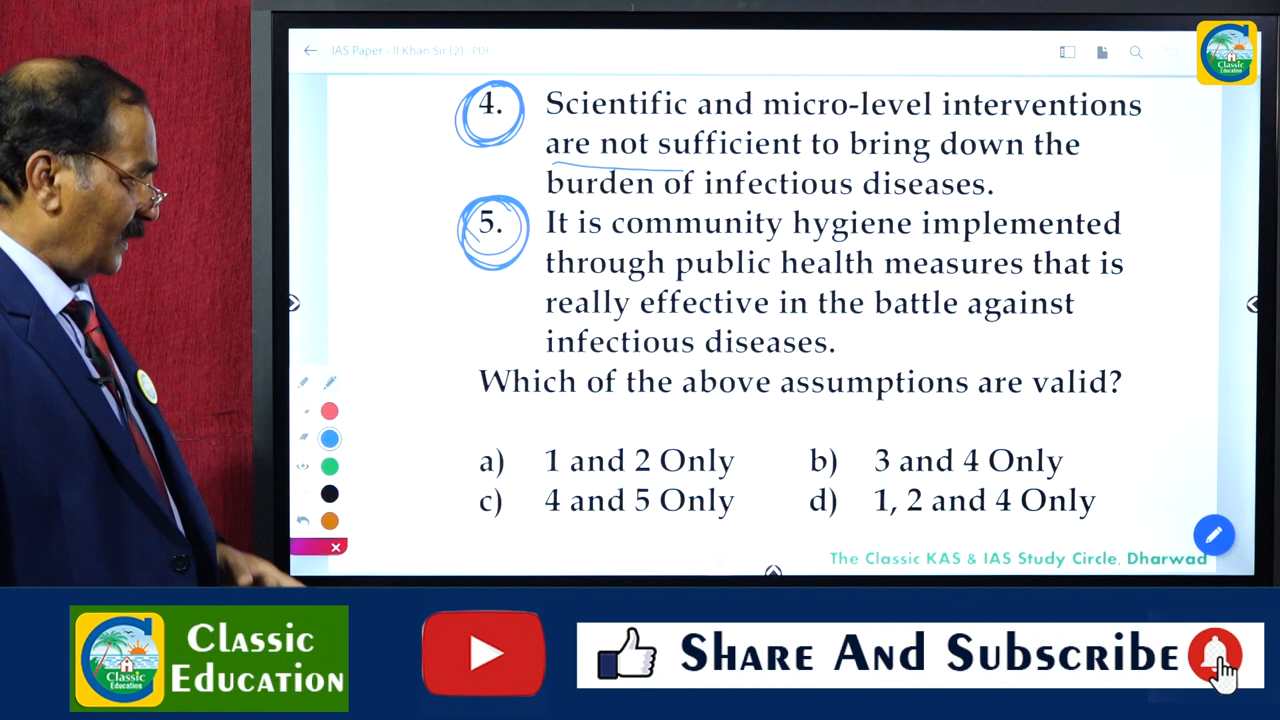 IAS Paper - II Khan Sir (2) PDF
Classic
Education
4. Scientific and micro-level interventions
are not sufficient to bring down the
burden of infectious diseases.
5. It is community hygiene implemented
through public health measures that is
really effective in the battle against
infectious diseases.
Which of the above assumptions are valid?
a) 1 and 2 Only b) 3 and 4 Only
c) 4 and 5 Only d) 1, 2 and 4 Only
The Classic KAS & IAS Study Circle, Dharwad
Classic
Education
Classic
Education
Share And Subscribe